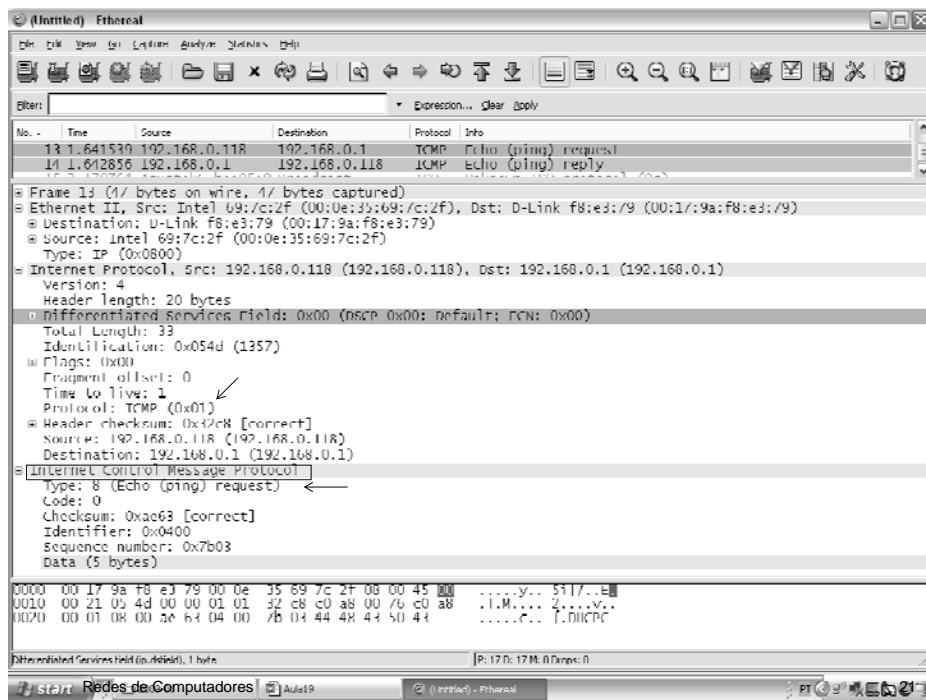 (Untitled) Ethereal
File Edit View Go Capture Analyze Statistics Help
Filter:
Expression... Clear Apply
No. - Time Source Destination Protocol Info
13 1.641539 192.168.0.118 192.168.0.1 ICMP Echo (ping) request
14 1.642856 192.168.0.1 192.168.0.118 ICMP Echo (ping) reply
Frame 13 (47 bytes on wire, 47 bytes captured)
Ethernet II, Src: Intel 69:7c:2f (00:0e:35:69:7c:2f), Dst: D-Link f8:e3:79 (00:17:9a:f8:e3:79)
Destination: D-Link f8:e3:79 (00:17:9a:f8:e3:79)
Source: Intel 69:7c:2f (00:0e:35:69:7c:2f)
Type: IP (0x0800)
Internet Protocol, Src: 192.168.0.118 (192.168.0.118), Dst: 192.168.0.1 (192.168.0.1)
Version: 4
Header length: 20 bytes
Differentiated Services Field: 0x00 (DSCP 0x00: Default; ECN: 0x00)
Total Length: 33
Identification: 0x054d (1357)
Flags: 0x00
Fragment offset: 0
Time to live: 1
Protocol: ICMP (0x01)
Header checksum: 0x32c8 [correct]
Source: 192.168.0.118 (192.168.0.118)
Destination: 192.168.0.1 (192.168.0.1)
Internet Control Message Protocol
Type: 8 (Echo (ping) request)
Code: 0
Checksum: 0xae63 [correct]
Identifier: 0x0400
Sequence number: 0x7b03
Data (5 bytes)
0000 00 17 9a f8 e3 79 00 0e 35 69 7c 2f 08 00 45 00 .....y.. 5i|/..E.
0010 00 21 05 4d 00 00 01 01 32 c8 c0 a8 00 76 c0 a8 .!.M.... 2....v..
0020 00 01 08 00 ae 63 04 00 7b 03 44 48 43 50 43 .....c.. {.DHCPC
Differentiated Services field (ip.dsfield), 1 byte
P: 17 D: 17 M: 0 Drops: 0
start Redes de Computadores Aula19 (Untitled) - Ethereal PT 21